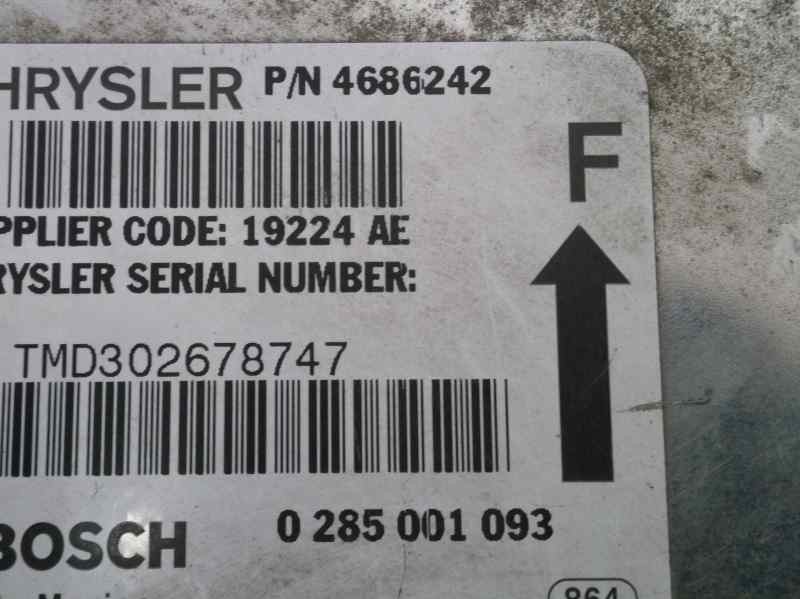 HRYSLER P/N 4686242
F
PPLIER CODE: 19224 AE
RYSLER SERIAL NUMBER:
TMD302678747
BOSCH 0 285 001 093
864